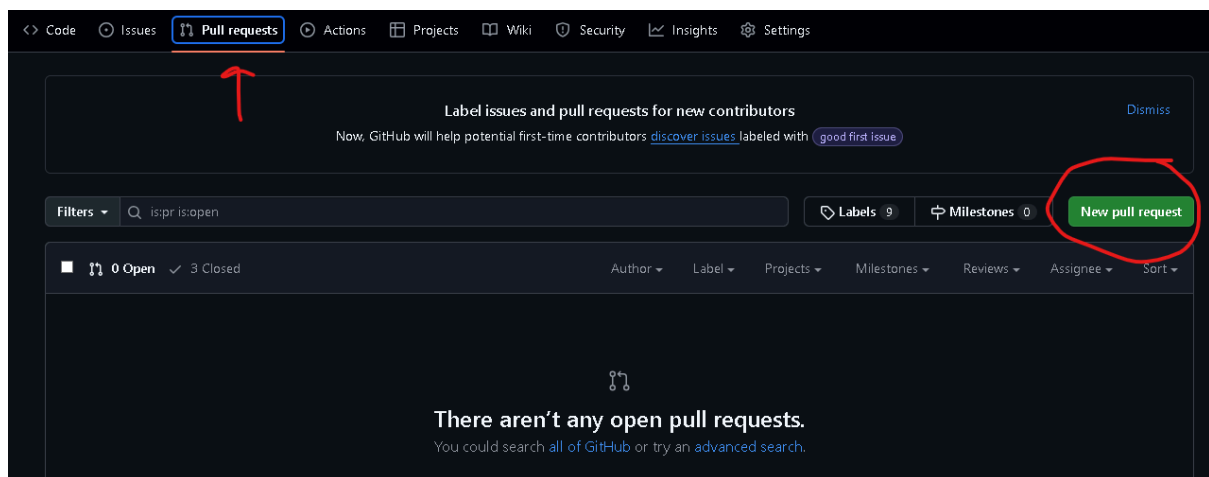 Code Issues Pull requests Actions Projects Wiki Security Insights Settings
Label issues and pull requests for new contributors Dismiss
Now, GitHub will help potential first-time contributors discover issues labeled with good first issue
Filters is:pr is:open Labels 9 Milestones 0 New pull request
0 Open 3 Closed Author Label Projects Milestones Reviews Assignee Sort
There aren't any open pull requests.
You could search all of GitHub or try an advanced search.